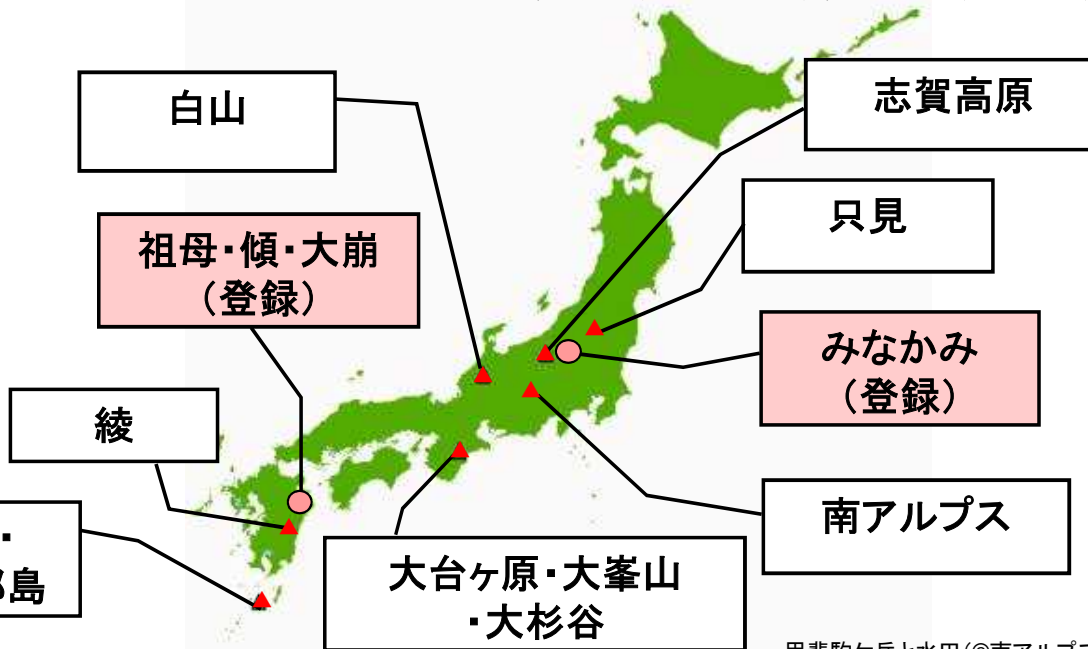 白山
志賀高原
只見
祖母・傾・大崩
（登録）
みなかみ
（登録）
綾
南アルプス
・
島
大台ヶ原・大峯山
・大杉谷